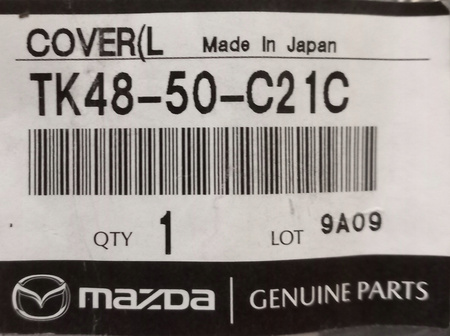 COVER(L Made In Japan
TK48-50-C21C
QTY 1 LOT 9A09
mazda GENUINE PARTS